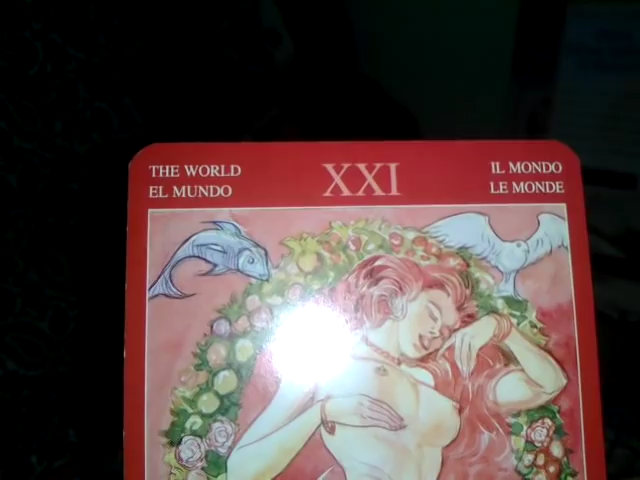 THE WORLD
EL MUNDO
XXI
IL MONDO
LE MONDE